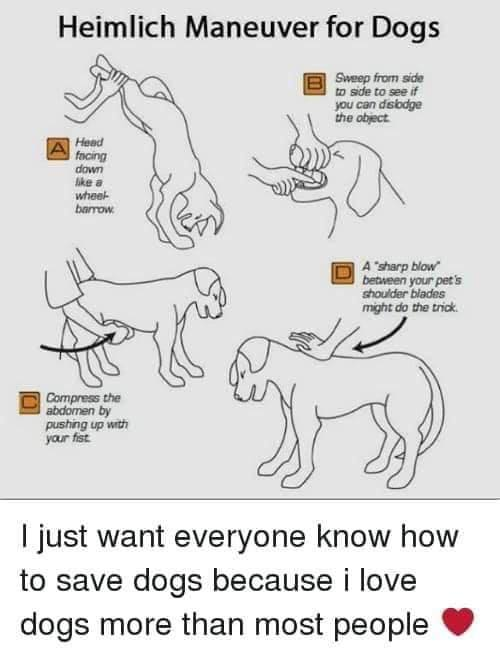 Heimlich Maneuver for Dogs
A
Head
facing
down
like a
wheel-
barrow.
B
Sweep from side
to side to see if
you can dislodge
the object.
C
Compress the
abdomen by
pushing up with
your fist.
D
A "sharp blow"
between your pet's
shoulder blades
might do the trick.
I just want everyone know how
to save dogs because i love
dogs more than most people ❤